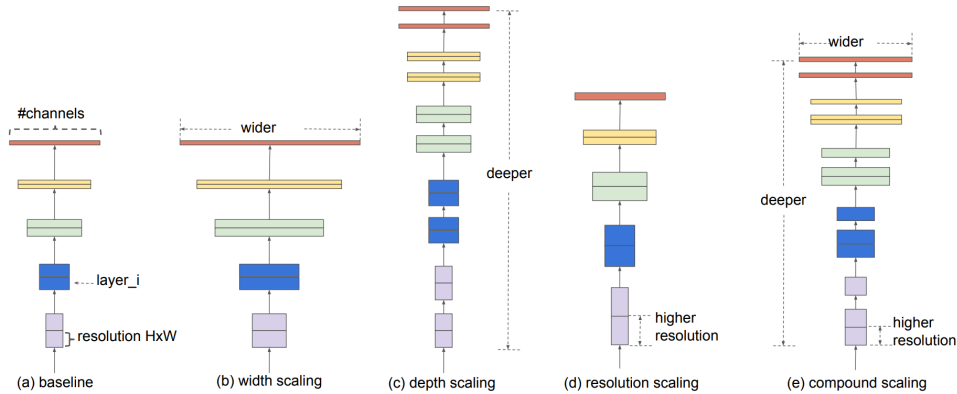 #channels
layer_i
resolution HxW
(a) baseline
wider
(b) width scaling
deeper
(c) depth scaling
higher
resolution
(d) resolution scaling
wider
deeper
higher
resolution
(e) compound scaling